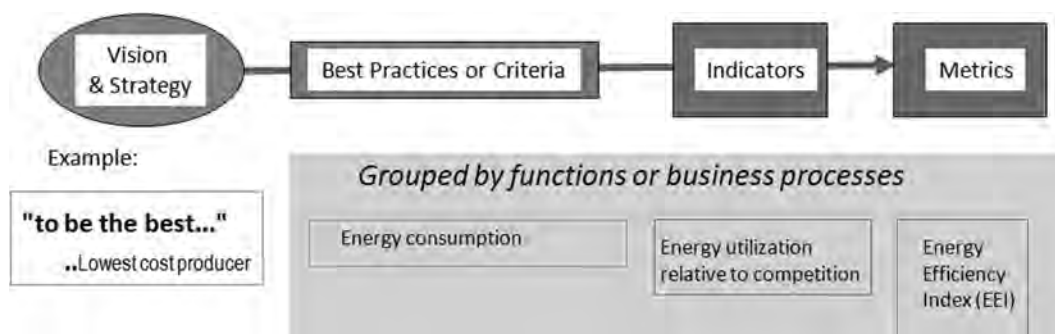 Vision
& Strategy
Best Practices or Criteria
Indicators
Metrics
Example:
"to be the best..."
..Lowest cost producer
Grouped by functions or business processes
Energy consumption
Energy utilization
relative to competition
Energy
Efficiency
Index (EEI)